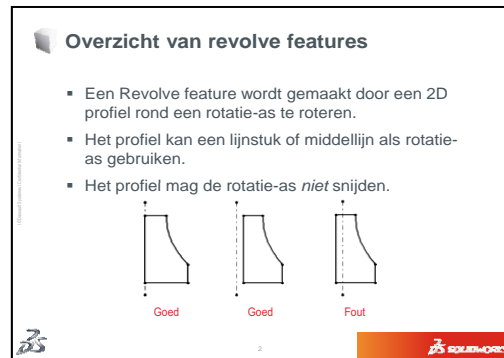 Overzicht van revolve features
▪ Een Revolve feature wordt gemaakt door een 2D
profiel rond een rotatie-as te roteren.
▪ Het profiel kan een lijnstuk of middellijn als rotatie-
as gebruiken.
▪ Het profiel mag de rotatie-as niet snijden.
Goed Goed Fout
2
SOLIDWORKS